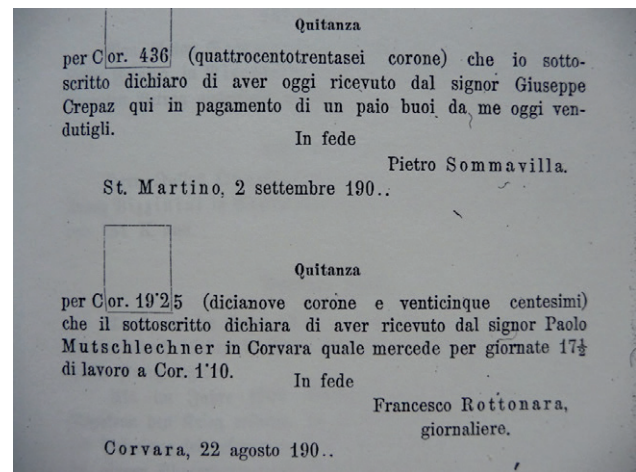 Quitanza
per Cor. 436 (quattrocentotrentasei corone) che io sotto-
scritto dichiaro di aver oggi ricevuto dal signor Giuseppe
Crepaz qui in pagamento di un paio buoi da me oggi ven-
dutigli.
In fede
Pietro Sommavilla.
St. Martino, 2 settembre 190..
Quitanza
per Cor. 19·25 (dicianove corone e venticinque centesimi)
che il sottoscritto dichiara di aver ricevuto dal signor Paolo
Mutschlechner in Corvara quale mercede per giornate 17½
di lavoro a Cor. 1·10.
In fede
Francesco Rottonara,
giornaliere.
Corvara, 22 agosto 190..